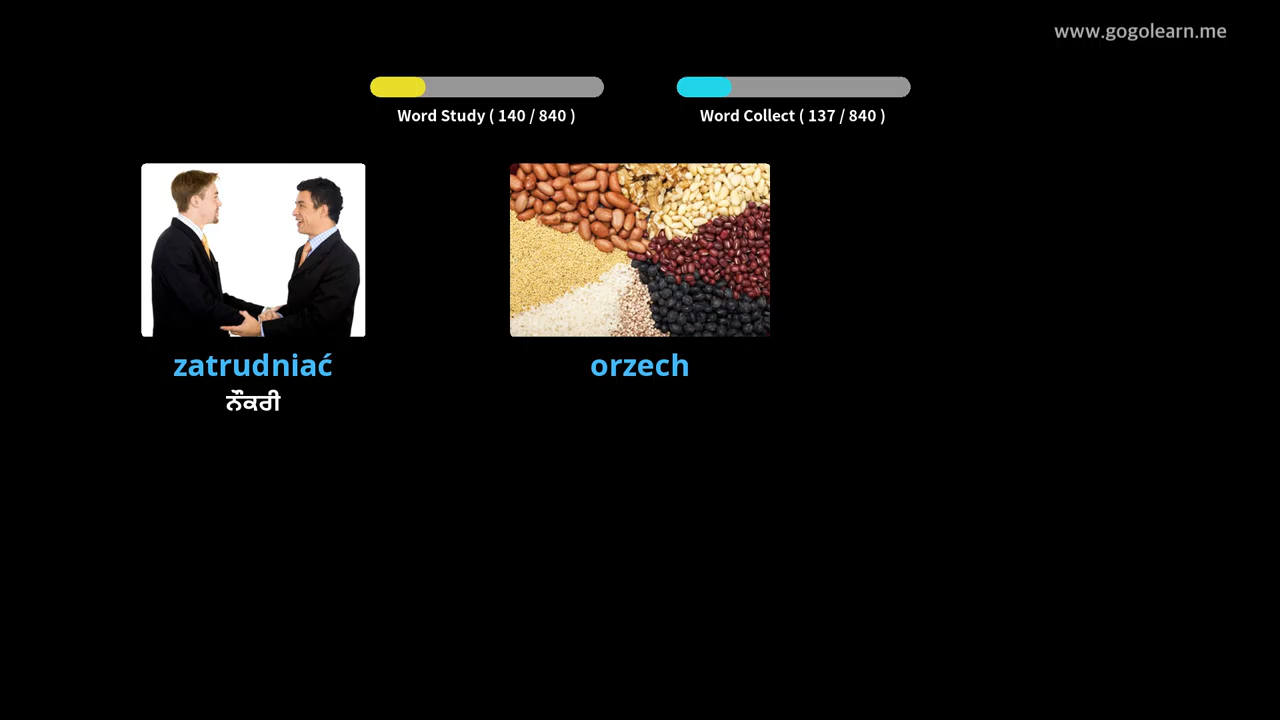 www.gogolearn.me
Word Study ( 140 / 840 )
Word Collect ( 137 / 840 )
zatrudniać
ਨੌਕਰੀ
orzech